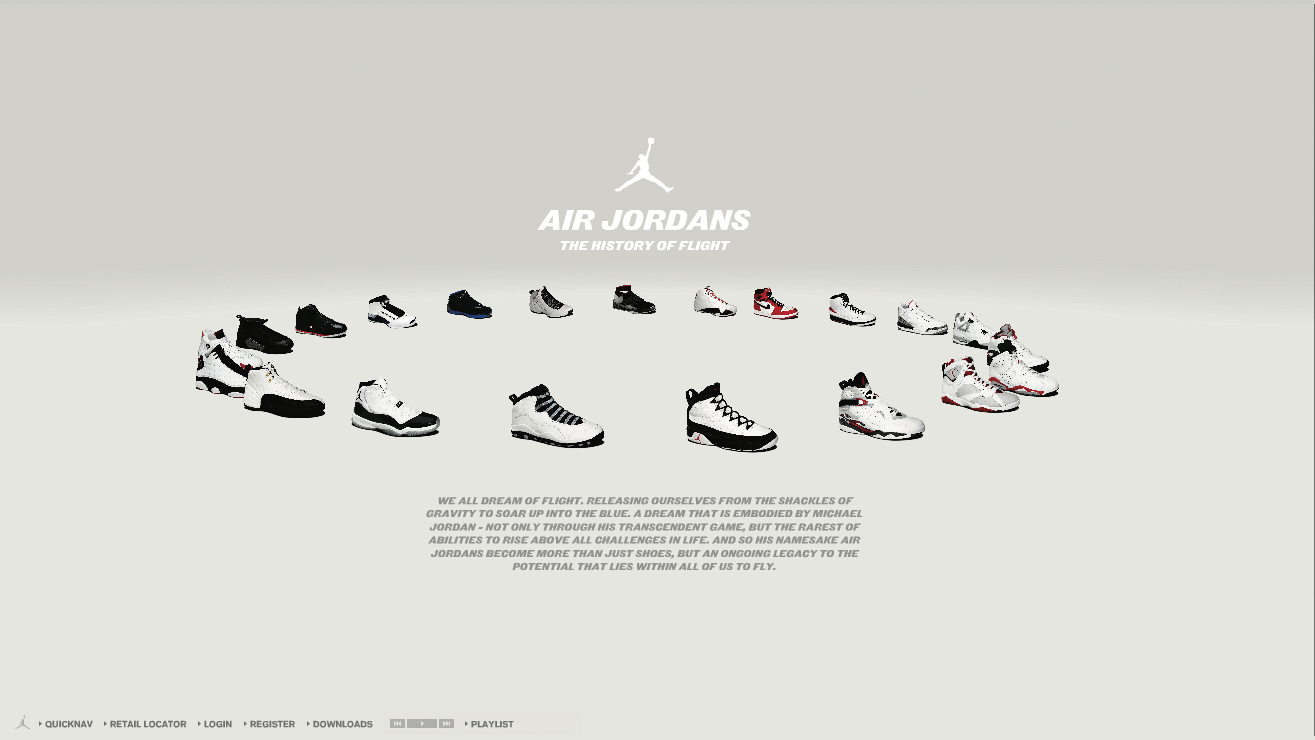 AIR JORDANS
THE HISTORY OF FLIGHT
WE ALL DREAM OF FLIGHT. RELEASING OURSELVES FROM THE SHACKLES OF
GRAVITY TO SOAR UP INTO THE BLUE. A DREAM THAT IS EMBODIED BY MICHAEL
JORDAN - NOT ONLY THROUGH HIS TRANSCENDENT GAME, BUT THE RAREST OF
ABILITIES TO RISE ABOVE ALL CHALLENGES IN LIFE. AND SO HIS NAMESAKE AIR
JORDANS BECOME MORE THAN JUST SHOES, BUT AN ONGOING LEGACY TO THE
POTENTIAL THAT LIES WITHIN ALL OF US TO FLY.
QUICKNAV RETAIL LOCATOR LOGIN REGISTER DOWNLOADS PLAYLIST